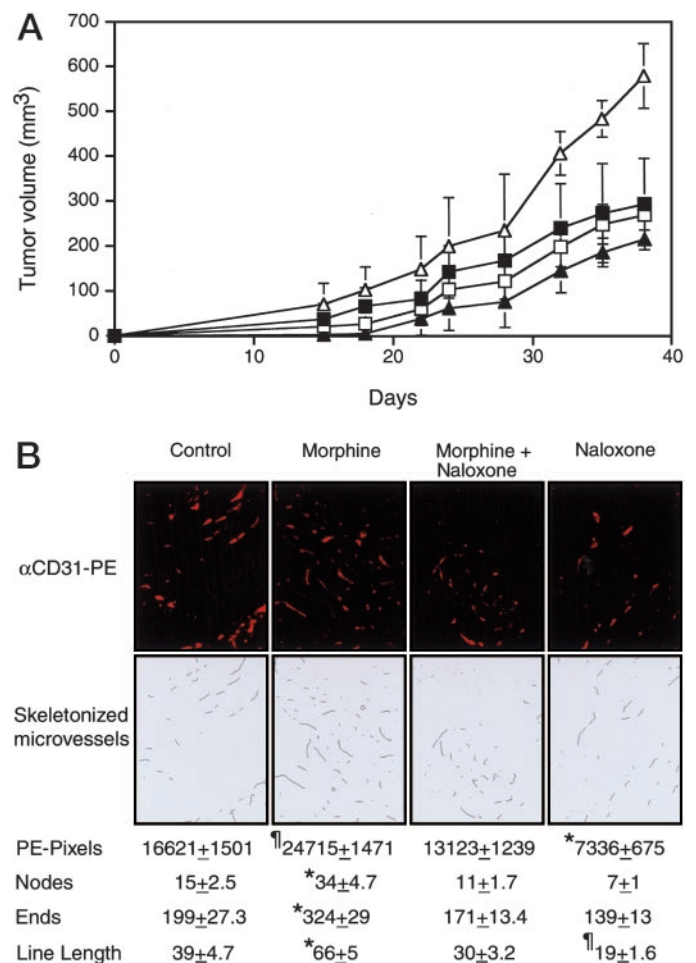 A
Tumor volume (mm³)
700
600
500
400
300
200
100
0
0 10 20 30 40
Days
B
Control Morphine Morphine + Naloxone Naloxone
αCD31-PE
Skeletonized
microvessels
PE-Pixels 16621±1501 ¶24715±1471 13123±1239 *7336±675
Nodes 15±2.5 *34±4.7 11±1.7 7±1
Ends 199±27.3 *324±29 171±13.4 139±13
Line Length 39±4.7 *66±5 30±3.2 ¶19±1.6